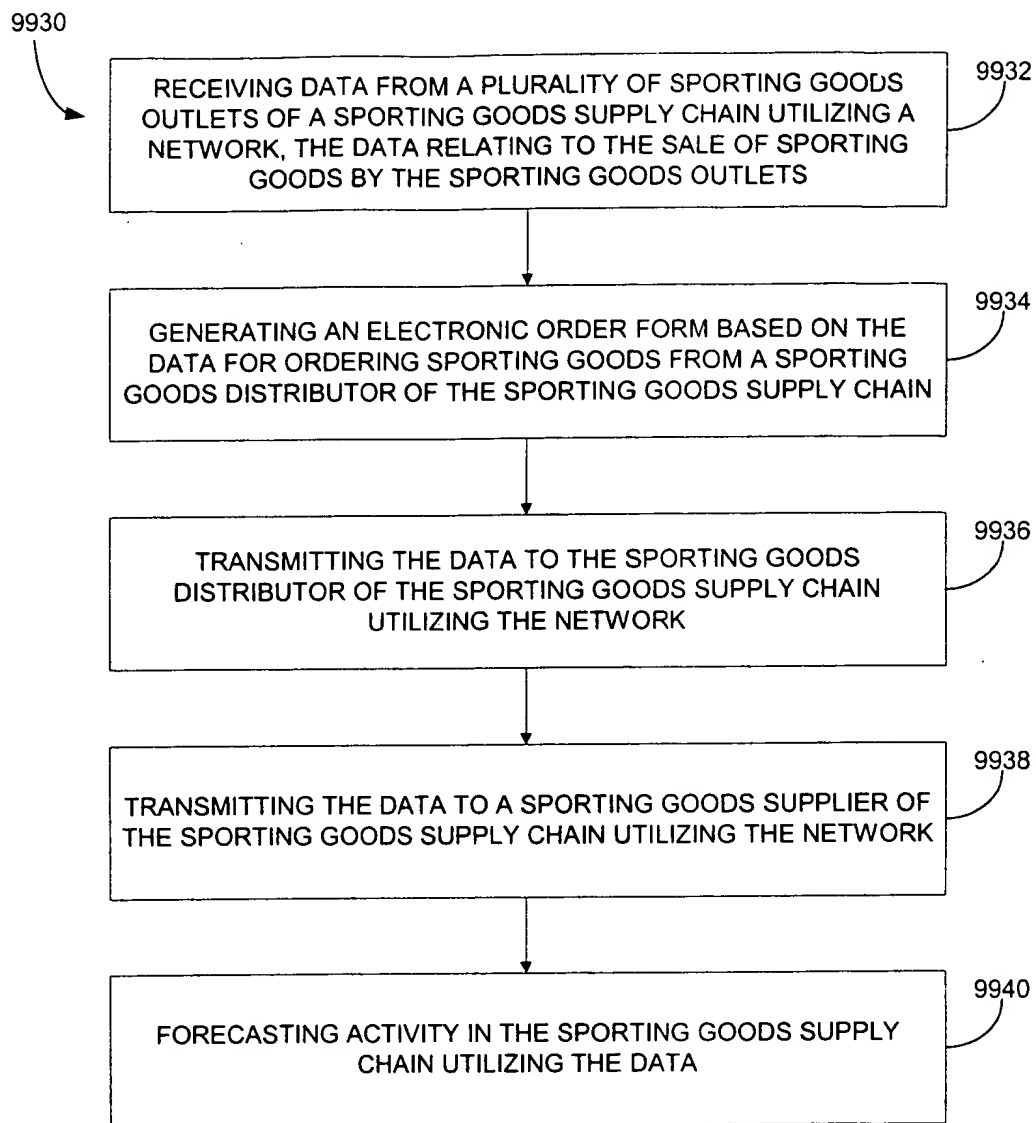 9930
RECEIVING DATA FROM A PLURALITY OF SPORTING GOODS
OUTLETS OF A SPORTING GOODS SUPPLY CHAIN UTILIZING A
NETWORK, THE DATA RELATING TO THE SALE OF SPORTING
GOODS BY THE SPORTING GOODS OUTLETS
9932
GENERATING AN ELECTRONIC ORDER FORM BASED ON THE
DATA FOR ORDERING SPORTING GOODS FROM A SPORTING
GOODS DISTRIBUTOR OF THE SPORTING GOODS SUPPLY CHAIN
9934
TRANSMITTING THE DATA TO THE SPORTING GOODS
DISTRIBUTOR OF THE SPORTING GOODS SUPPLY CHAIN
UTILIZING THE NETWORK
9936
TRANSMITTING THE DATA TO A SPORTING GOODS SUPPLIER OF
THE SPORTING GOODS SUPPLY CHAIN UTILIZING THE NETWORK
9938
FORECASTING ACTIVITY IN THE SPORTING GOODS SUPPLY
CHAIN UTILIZING THE DATA
9940